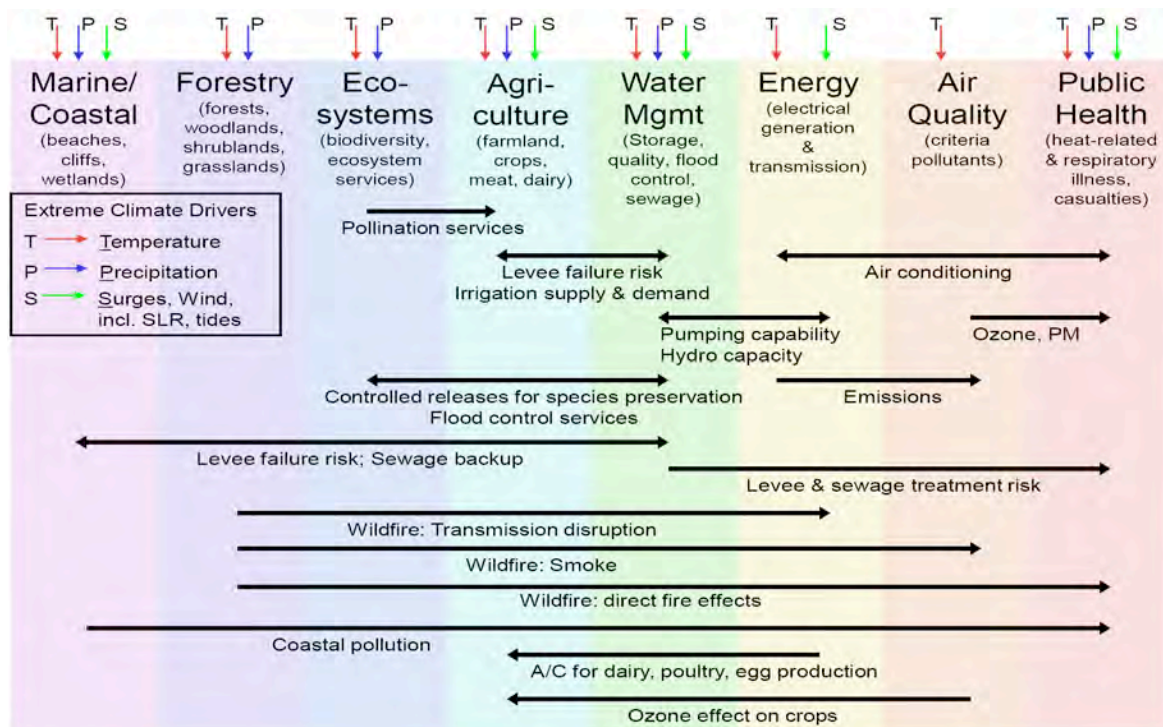 T P S T P T P T P S T P S T S T T P S
Marine/
Coastal
(beaches,
cliffs,
wetlands)
Forestry
(forests,
woodlands,
shrublands,
grasslands)
Eco-
systems
(biodiversity,
ecosystem
services)
Agri-
culture
(farmland,
crops,
meat, dairy)
Water
Mgmt
(Storage,
quality, flood
control,
sewage)
Energy
(electrical
generation
&
transmission)
Air
Quality
(criteria
pollutants)
Public
Health
(heat-related
& respiratory
illness,
casualties)
Extreme Climate Drivers
T Temperature
P Precipitation
S Surges, Wind,
incl. SLR, tides
Pollination services
Levee failure risk
Irrigation supply & demand
Air conditioning
Pumping capability
Hydro capacity
Ozone, PM
Controlled releases for species preservation
Flood control services
Emissions
Levee failure risk; Sewage backup
Levee & sewage treatment risk
Wildfire: Transmission disruption
Wildfire: Smoke
Wildfire: direct fire effects
Coastal pollution
A/C for dairy, poultry, egg production
Ozone effect on crops